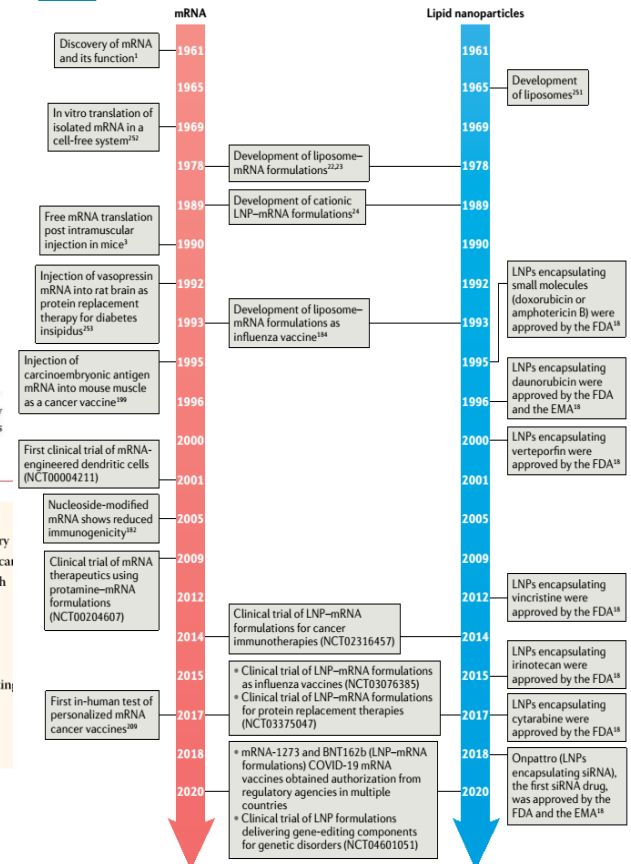 mRNA
Lipid nanoparticles
Discovery of mRNA
and its function1
1961
1961
1965
1965
Development
of liposomes251
In vitro translation of
isolated mRNA in a
cell-free system252
1969
1969
Development of liposome–
mRNA formulations22,23
1978
1978
Development of cationic
LNP–mRNA formulations24
1989
1989
Free mRNA translation
post intramuscular
injection in mice3
1990
1990
Injection of vasopressin
mRNA into rat brain as
protein replacement
therapy for diabetes
insipidus253
1992
1992
LNPs encapsulating
small molecules
(doxorubicin or
amphotericin B) were
approved by the FDA18
Development of liposome–
mRNA formulations as
influenza vaccine184
1993
1993
Injection of
carcinoembryonic antigen
mRNA into mouse muscle
as a cancer vaccine199
1995
1995
1996
1996
LNPs encapsulating
daunorubicin were
approved by the FDA
and the EMA18
2000
2000
LNPs encapsulating
verteporfin were
approved by the FDA18
First clinical trial of mRNA-
engineered dendritic cells
(NCT00004211)
2001
2001
Nucleoside-modified
mRNA shows reduced
immunogenicity182
2005
2005
Clinical trial of mRNA
therapeutics using
protamine–mRNA
formulations
(NCT00204607)
2009
2009
2012
2012
LNPs encapsulating
vincristine were
approved by the FDA18
Clinical trial of LNP–mRNA
formulations for cancer
immunotherapies (NCT02316457)
2014
2014
2015
2015
LNPs encapsulating
irinotecan were
approved by the FDA18
• Clinical trial of LNP–mRNA formulations
as influenza vaccines (NCT03076385)
• Clinical trial of LNP–mRNA formulations
for protein replacement therapies
(NCT03375047)
First in-human test of
personalized mRNA
cancer vaccines209
2017
2017
LNPs encapsulating
cytarabine were
approved by the FDA18
2018
2018
Onpattro (LNPs
encapsulating siRNA),
the first siRNA drug,
was approved by the
FDA and the EMA18
• mRNA-1273 and BNT162b (LNP–mRNA
formulations) COVID-19 mRNA
vaccines obtained authorization from
regulatory agencies in multiple
countries
• Clinical trial of LNP formulations
delivering gene-editing components
for genetic disorders (NCT04601051)
2020
2020